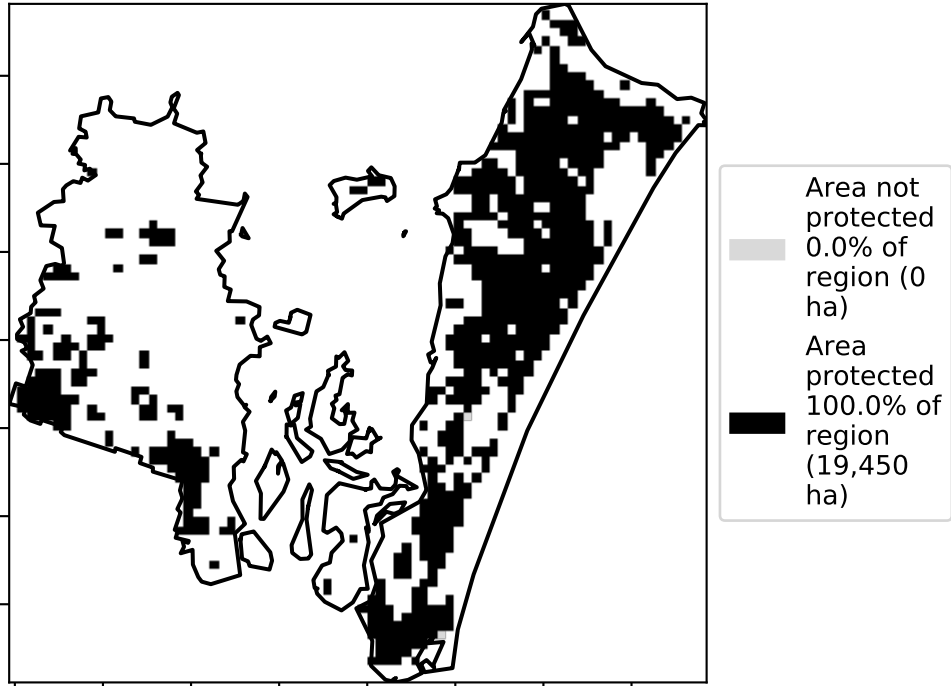 Area not
protected
0.0% of
region (0
ha)
Area
protected
100.0% of
region
(19,450
ha)